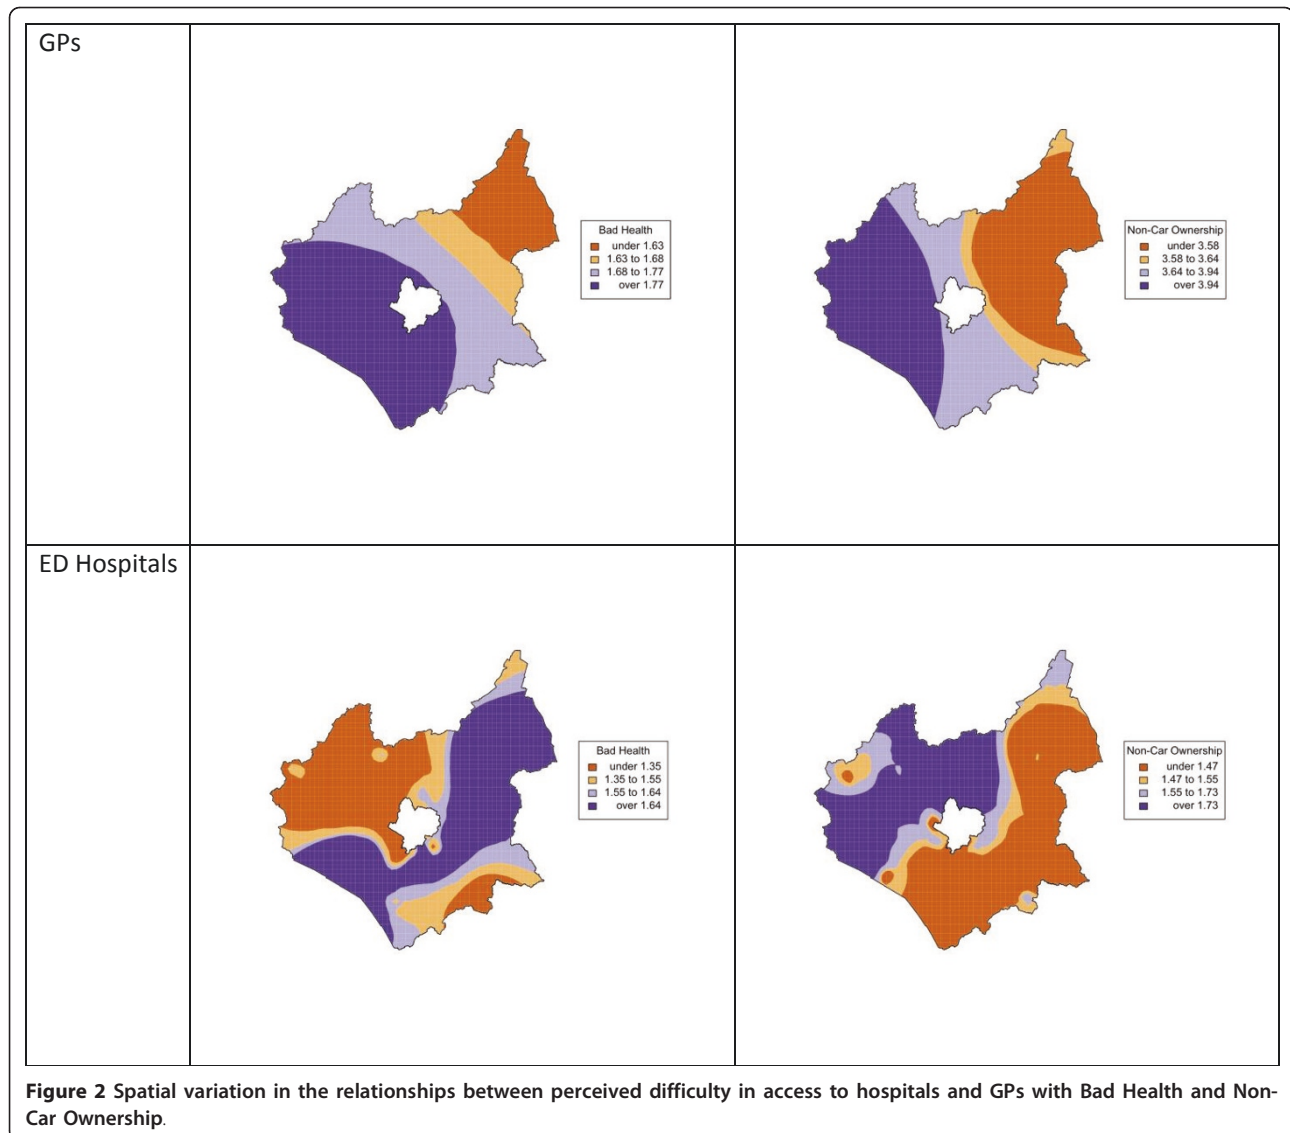 GPs
Bad Health
under 1.63
1.63 to 1.68
1.68 to 1.77
over 1.77
Non-Car Ownership
under 3.58
3.58 to 3.64
3.64 to 3.94
over 3.94
ED Hospitals
Bad Health
under 1.35
1.35 to 1.55
1.55 to 1.64
over 1.64
Non-Car Ownership
under 1.47
1.47 to 1.55
1.55 to 1.73
over 1.73
Figure 2 Spatial variation in the relationships between perceived difficulty in access to hospitals and GPs with Bad Health and Non-
Car Ownership.